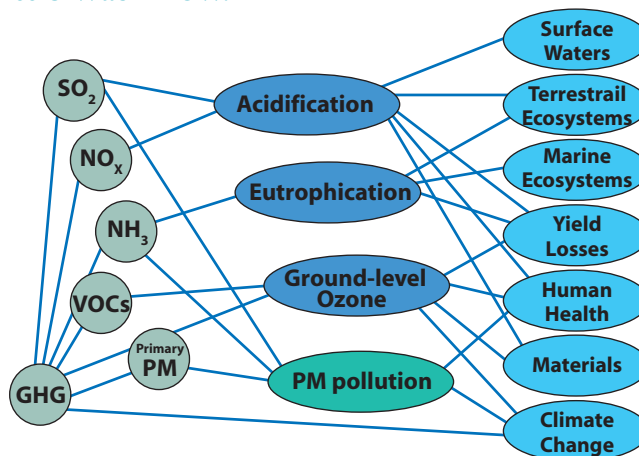 SO2
NOX
NH3
VOCs
Primary
PM
GHG
Acidification
Eutrophication
Ground-level
Ozone
PM pollution
Surface
Waters
Terrestrail
Ecosystems
Marine
Ecosystems
Yield
Losses
Human
Health
Materials
Climate
Change